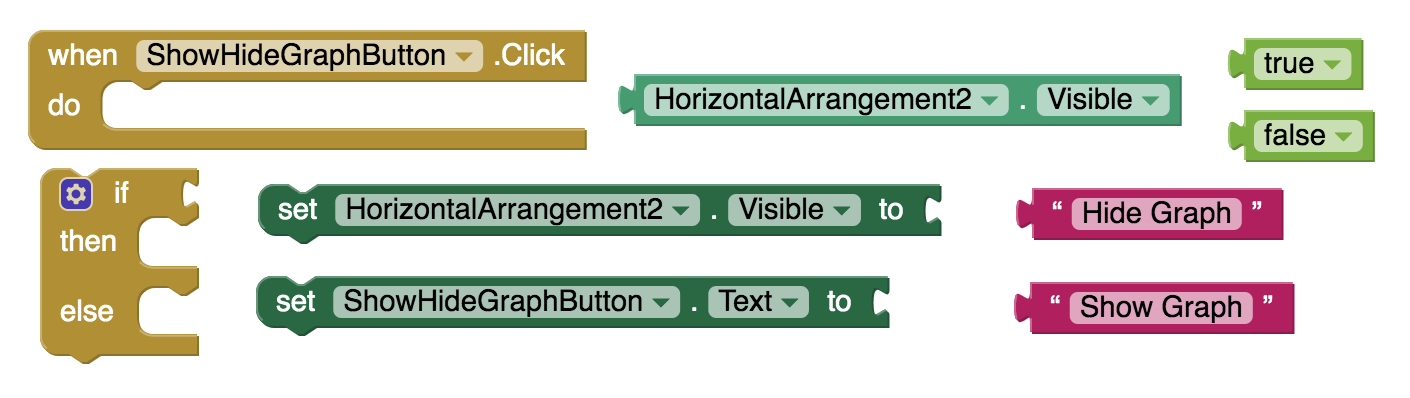 when ShowHideGraphButton .Click
do
HorizontalArrangement2 . Visible
true
false
if
then
else
set HorizontalArrangement2 . Visible to
“ Hide Graph ”
set ShowHideGraphButton . Text to
“ Show Graph ”